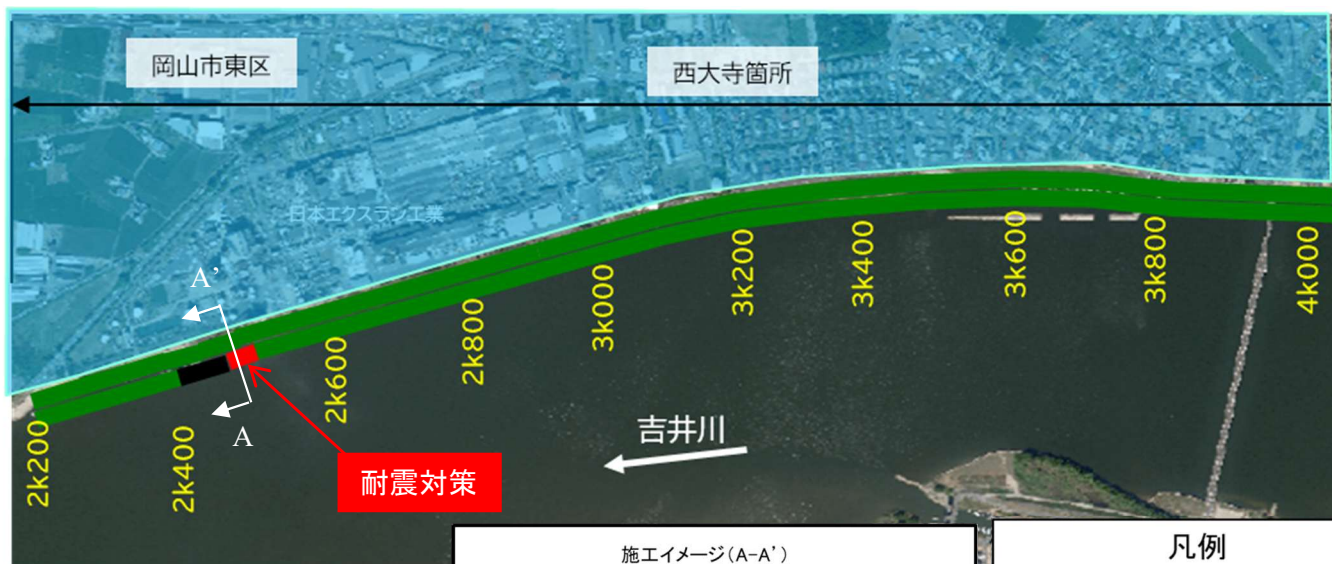 岡山市東区
西大寺箇所
日本エクスラン工業
A’
3k200
3k400
3k600
3k800
4k000
3k000
2k800
2k600
2k400
2k200
A
吉井川
耐震対策
施工イメージ(A-A’)
凡例